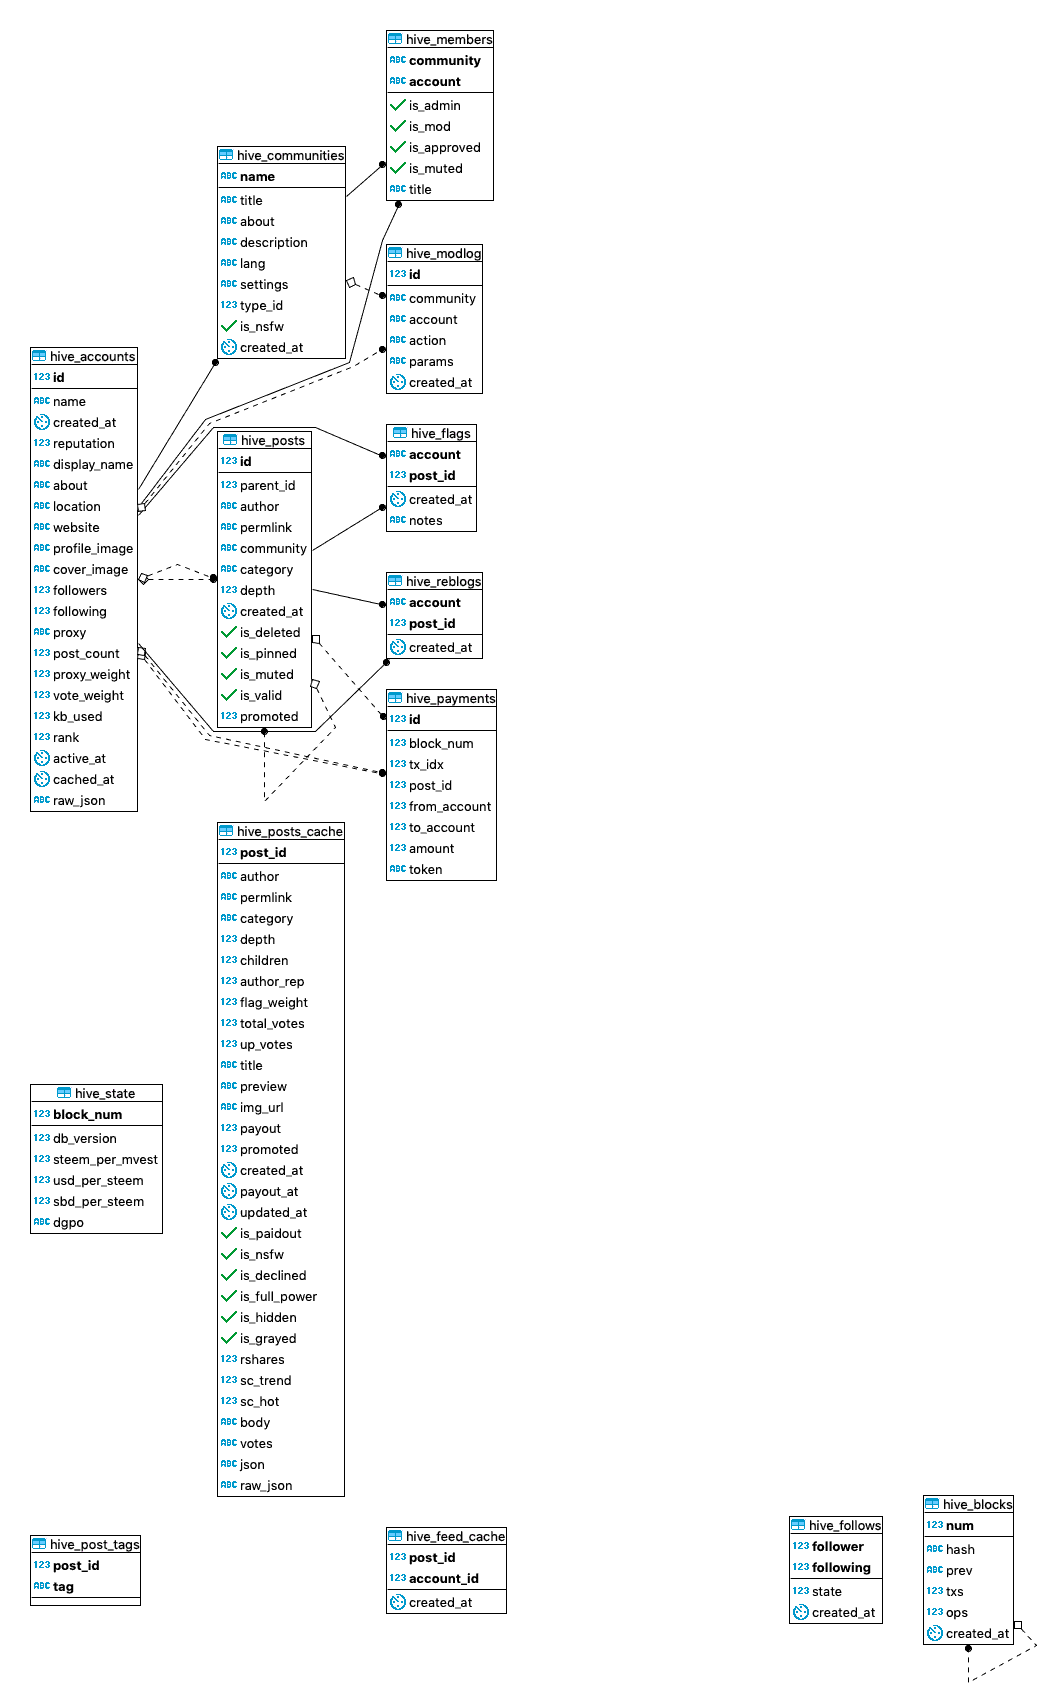 hive_members
ABC community
ABC account
is_admin
is_mod
is_approved
is_muted
ABC title
hive_communities
ABC name
ABC title
ABC about
ABC description
ABC lang
ABC settings
123 type_id
is_nsfw
created_at
hive_modlog
123 id
ABC community
ABC account
ABC action
ABC params
created_at
hive_accounts
123 id
ABC name
created_at
123 reputation
ABC display_name
ABC about
ABC location
ABC website
ABC profile_image
ABC cover_image
123 followers
123 following
ABC proxy
123 post_count
123 proxy_weight
123 vote_weight
123 kb_used
123 rank
active_at
cached_at
ABC raw_json
hive_posts
123 id
123 parent_id
ABC author
ABC permlink
ABC community
ABC category
123 depth
created_at
is_deleted
is_pinned
is_muted
is_valid
123 promoted
hive_flags
ABC account
123 post_id
created_at
ABC notes
hive_reblogs
ABC account
123 post_id
created_at
hive_payments
123 id
123 block_num
123 tx_idx
123 post_id
123 from_account
123 to_account
123 amount
ABC token
hive_posts_cache
123 post_id
ABC author
ABC permlink
ABC category
123 depth
123 children
123 author_rep
123 flag_weight
123 total_votes
123 up_votes
ABC title
ABC preview
ABC img_url
123 payout
123 promoted
created_at
payout_at
updated_at
is_paidout
is_nsfw
is_declined
is_full_power
is_hidden
is_grayed
123 rshares
123 sc_trend
123 sc_hot
ABC body
ABC votes
ABC json
ABC raw_json
hive_state
123 block_num
123 db_version
123 steem_per_mvest
123 usd_per_steem
123 sbd_per_steem
ABC dgpo
hive_post_tags
123 post_id
ABC tag
hive_feed_cache
123 post_id
123 account_id
created_at
hive_follows
123 follower
123 following
123 state
created_at
hive_blocks
123 num
ABC hash
ABC prev
123 txs
123 ops
created_at